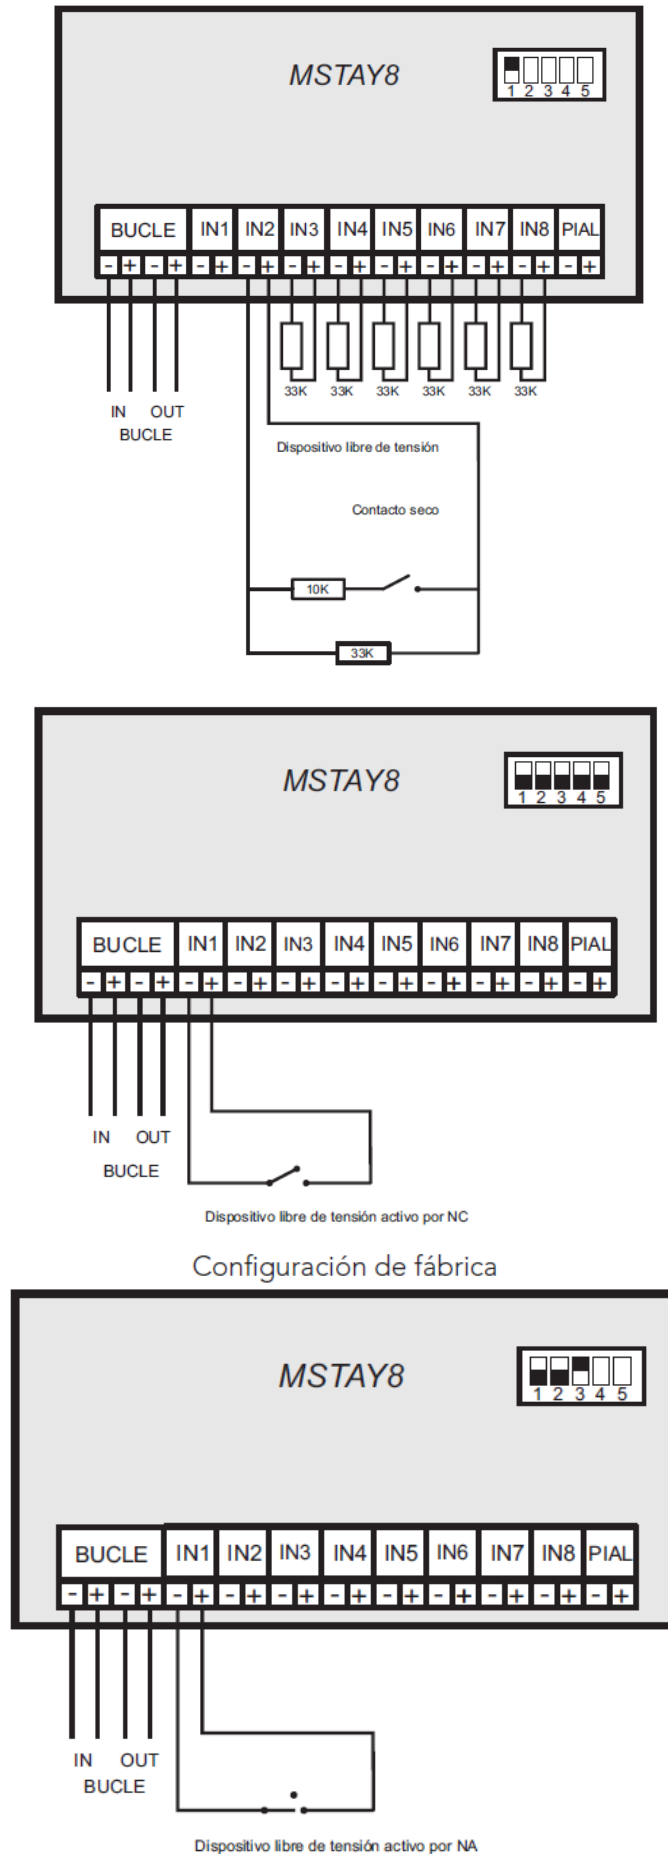 MSTAY8
1 2 3 4 5
BUCLE IN1 IN2 IN3 IN4 IN5 IN6 IN7 IN8 PIAL
- + - + - + - + - + - + - + - + - + - + - +
33K 33K 33K 33K 33K 33K
IN OUT
BUCLE
Dispositivo libre de tensión
Contacto seco
10K
33K
MSTAY8
1 2 3 4 5
BUCLE IN1 IN2 IN3 IN4 IN5 IN6 IN7 IN8 PIAL
- + - + - + - + - + - + - + - + - + - + - +
IN OUT
BUCLE
Dispositivo libre de tensión activo por NC
Configuración de fábrica
MSTAY8
1 2 3 4 5
BUCLE IN1 IN2 IN3 IN4 IN5 IN6 IN7 IN8 PIAL
- + - + - + - + - + - + - + - + - + - + - +
IN OUT
BUCLE
Dispositivo libre de tensión activo por NA